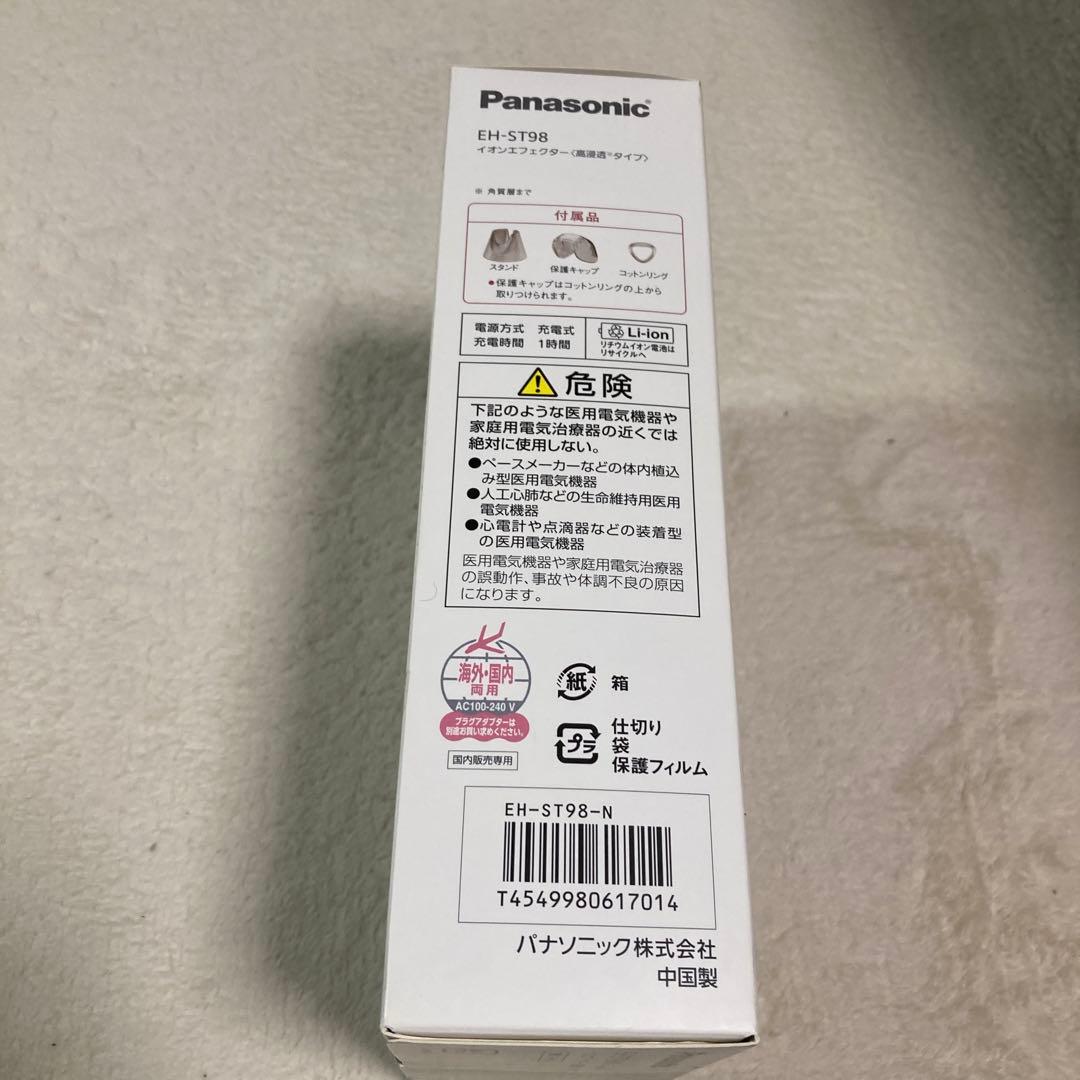 Panasonic
EH-ST98
イオンエフェクター〈高浸透※タイプ〉
※ 角質層まで
付属品
スタンド
保護キャップ
コットンリング
●保護キャップはコットンリングの上から
取りつけられます。
電源方式 充電式
充電時間 1時間
Li-ion
リチウムイオン電池は
リサイクルへ
危険
下記のような医用電気機器や
家庭用電気治療器の近くでは
絶対に使用しない。
●ペースメーカーなどの体内植込
み型医用電気機器
●人工心肺などの生命維持用医用
電気機器
●心電計や点滴器などの装着型
の医用電気機器
医用電気機器や家庭用電気治療器
の誤動作、事故や体調不良の原因
になります。
海外・国内
両用
AC100-240 V
プラグアダプターは
別途お買い求めください。
国内販売専用
紙 箱
プラ 仕切り
袋
保護フィルム
EH-ST98-N
T4549980617014
パナソニック株式会社
中国製